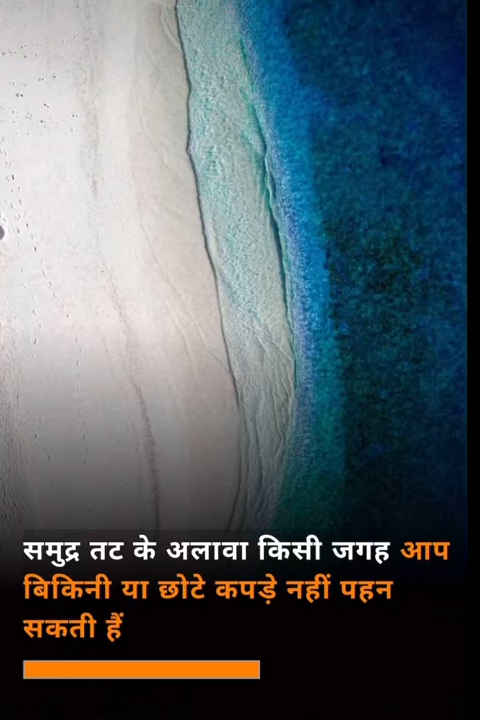 समुद्र तट के अलावा किसी जगह आप
बिकिनी या छोटे कपड़े नहीं पहन
सकती हैं